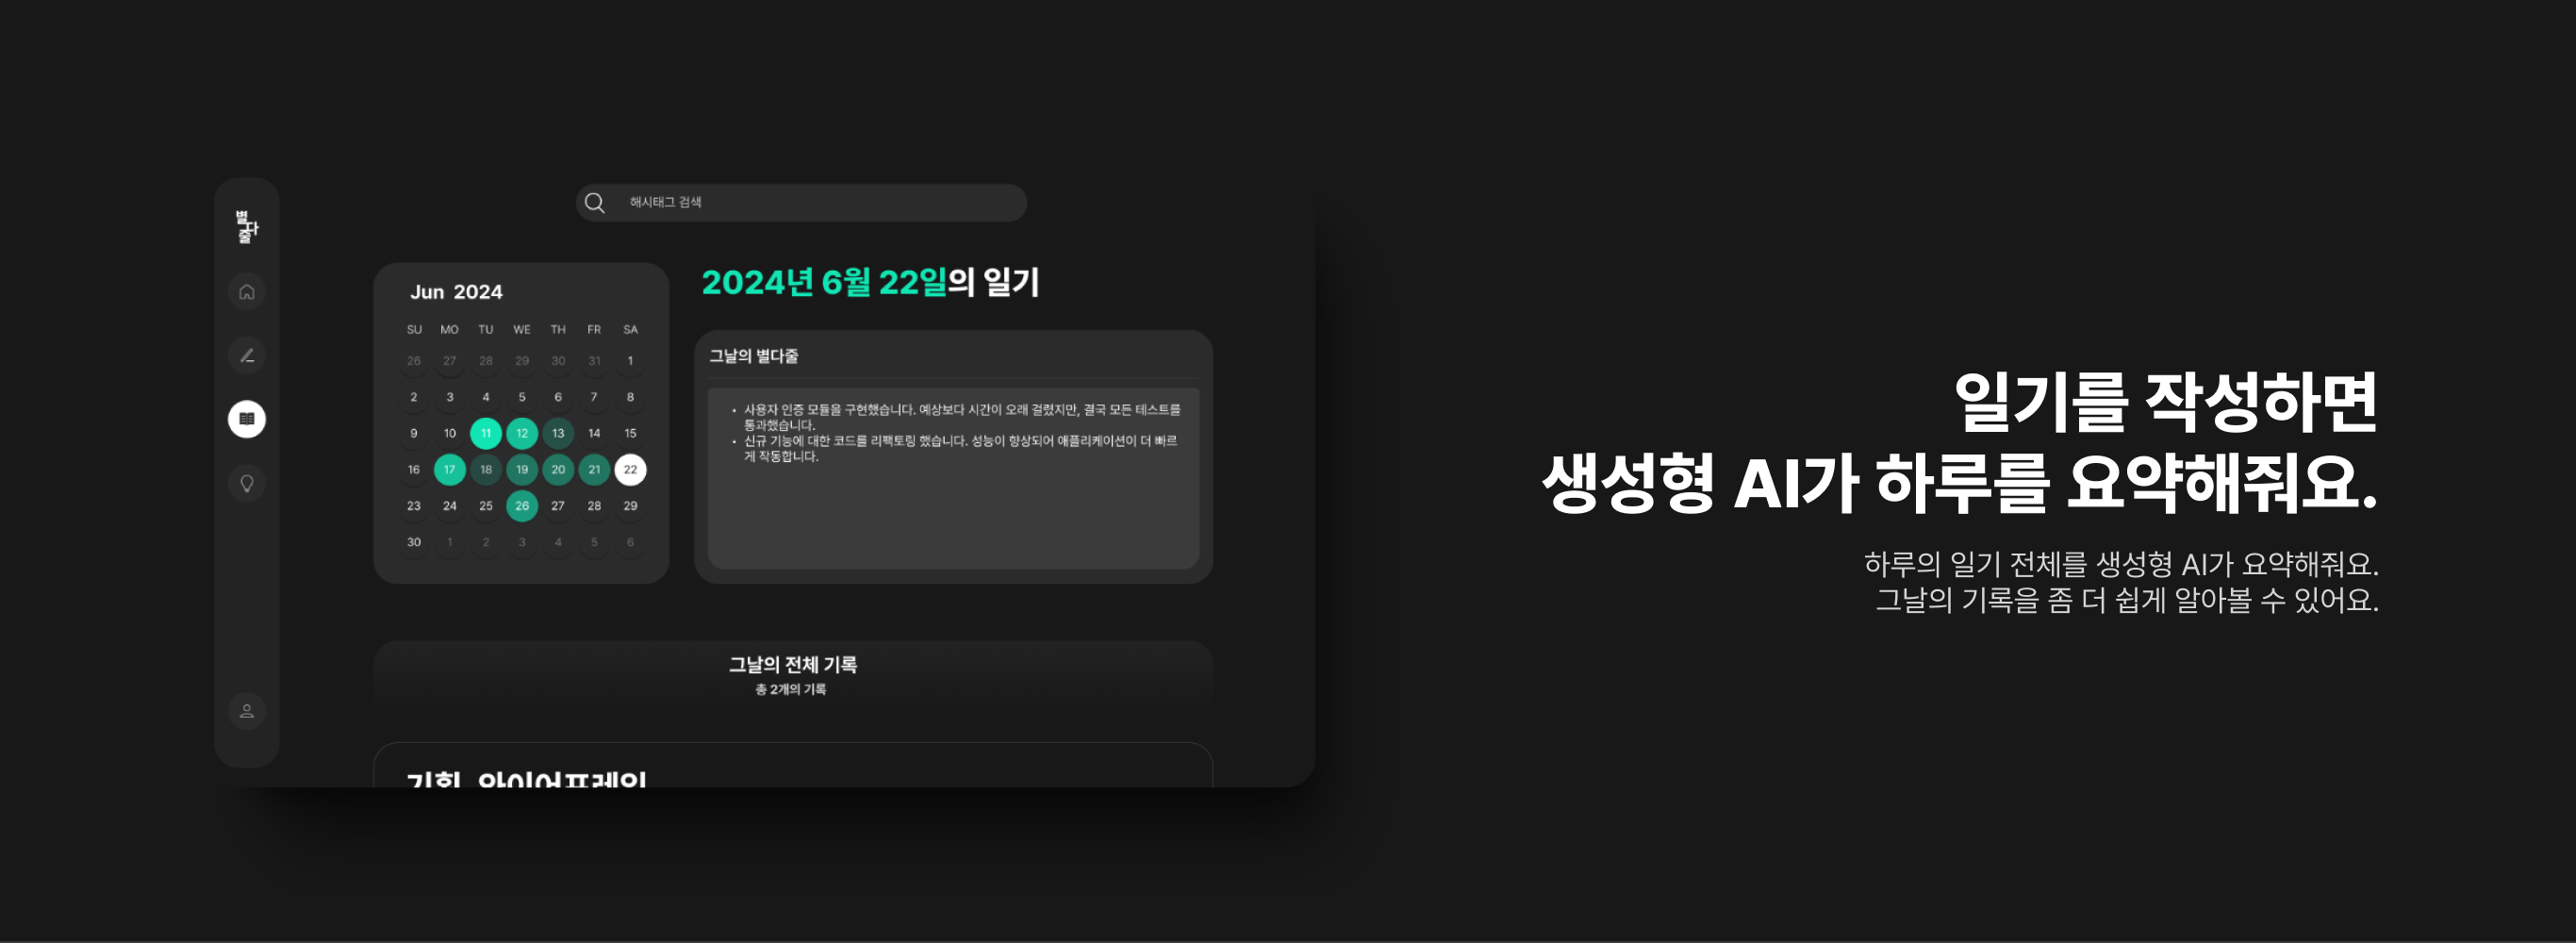 별
다
줄
해시태그 검색
Jun 2024
SU MO TU WE TH FR SA
26 27 28 29 30 31 1
2 3 4 5 6 7 8
9 10 11 12 13 14 15
16 17 18 19 20 21 22
23 24 25 26 27 28 29
30 1 2 3 4 5 6
2024년 6월 22일의 일기
그날의 별다줄
• 사용자 인증 모듈을 구현했습니다. 예상보다 시간이 오래 걸렸지만, 결국 모든 테스트를
통과했습니다.
• 신규 기능에 대한 코드를 리팩토링 했습니다. 성능이 향상되어 애플리케이션이 더 빠르
게 작동합니다.
그날의 전체 기록
총 2개의 기록
기획, 와이어프레임
일기를 작성하면
생성형 AI가 하루를 요약해줘요.
하루의 일기 전체를 생성형 AI가 요약해줘요.
그날의 기록을 좀 더 쉽게 알아볼 수 있어요.